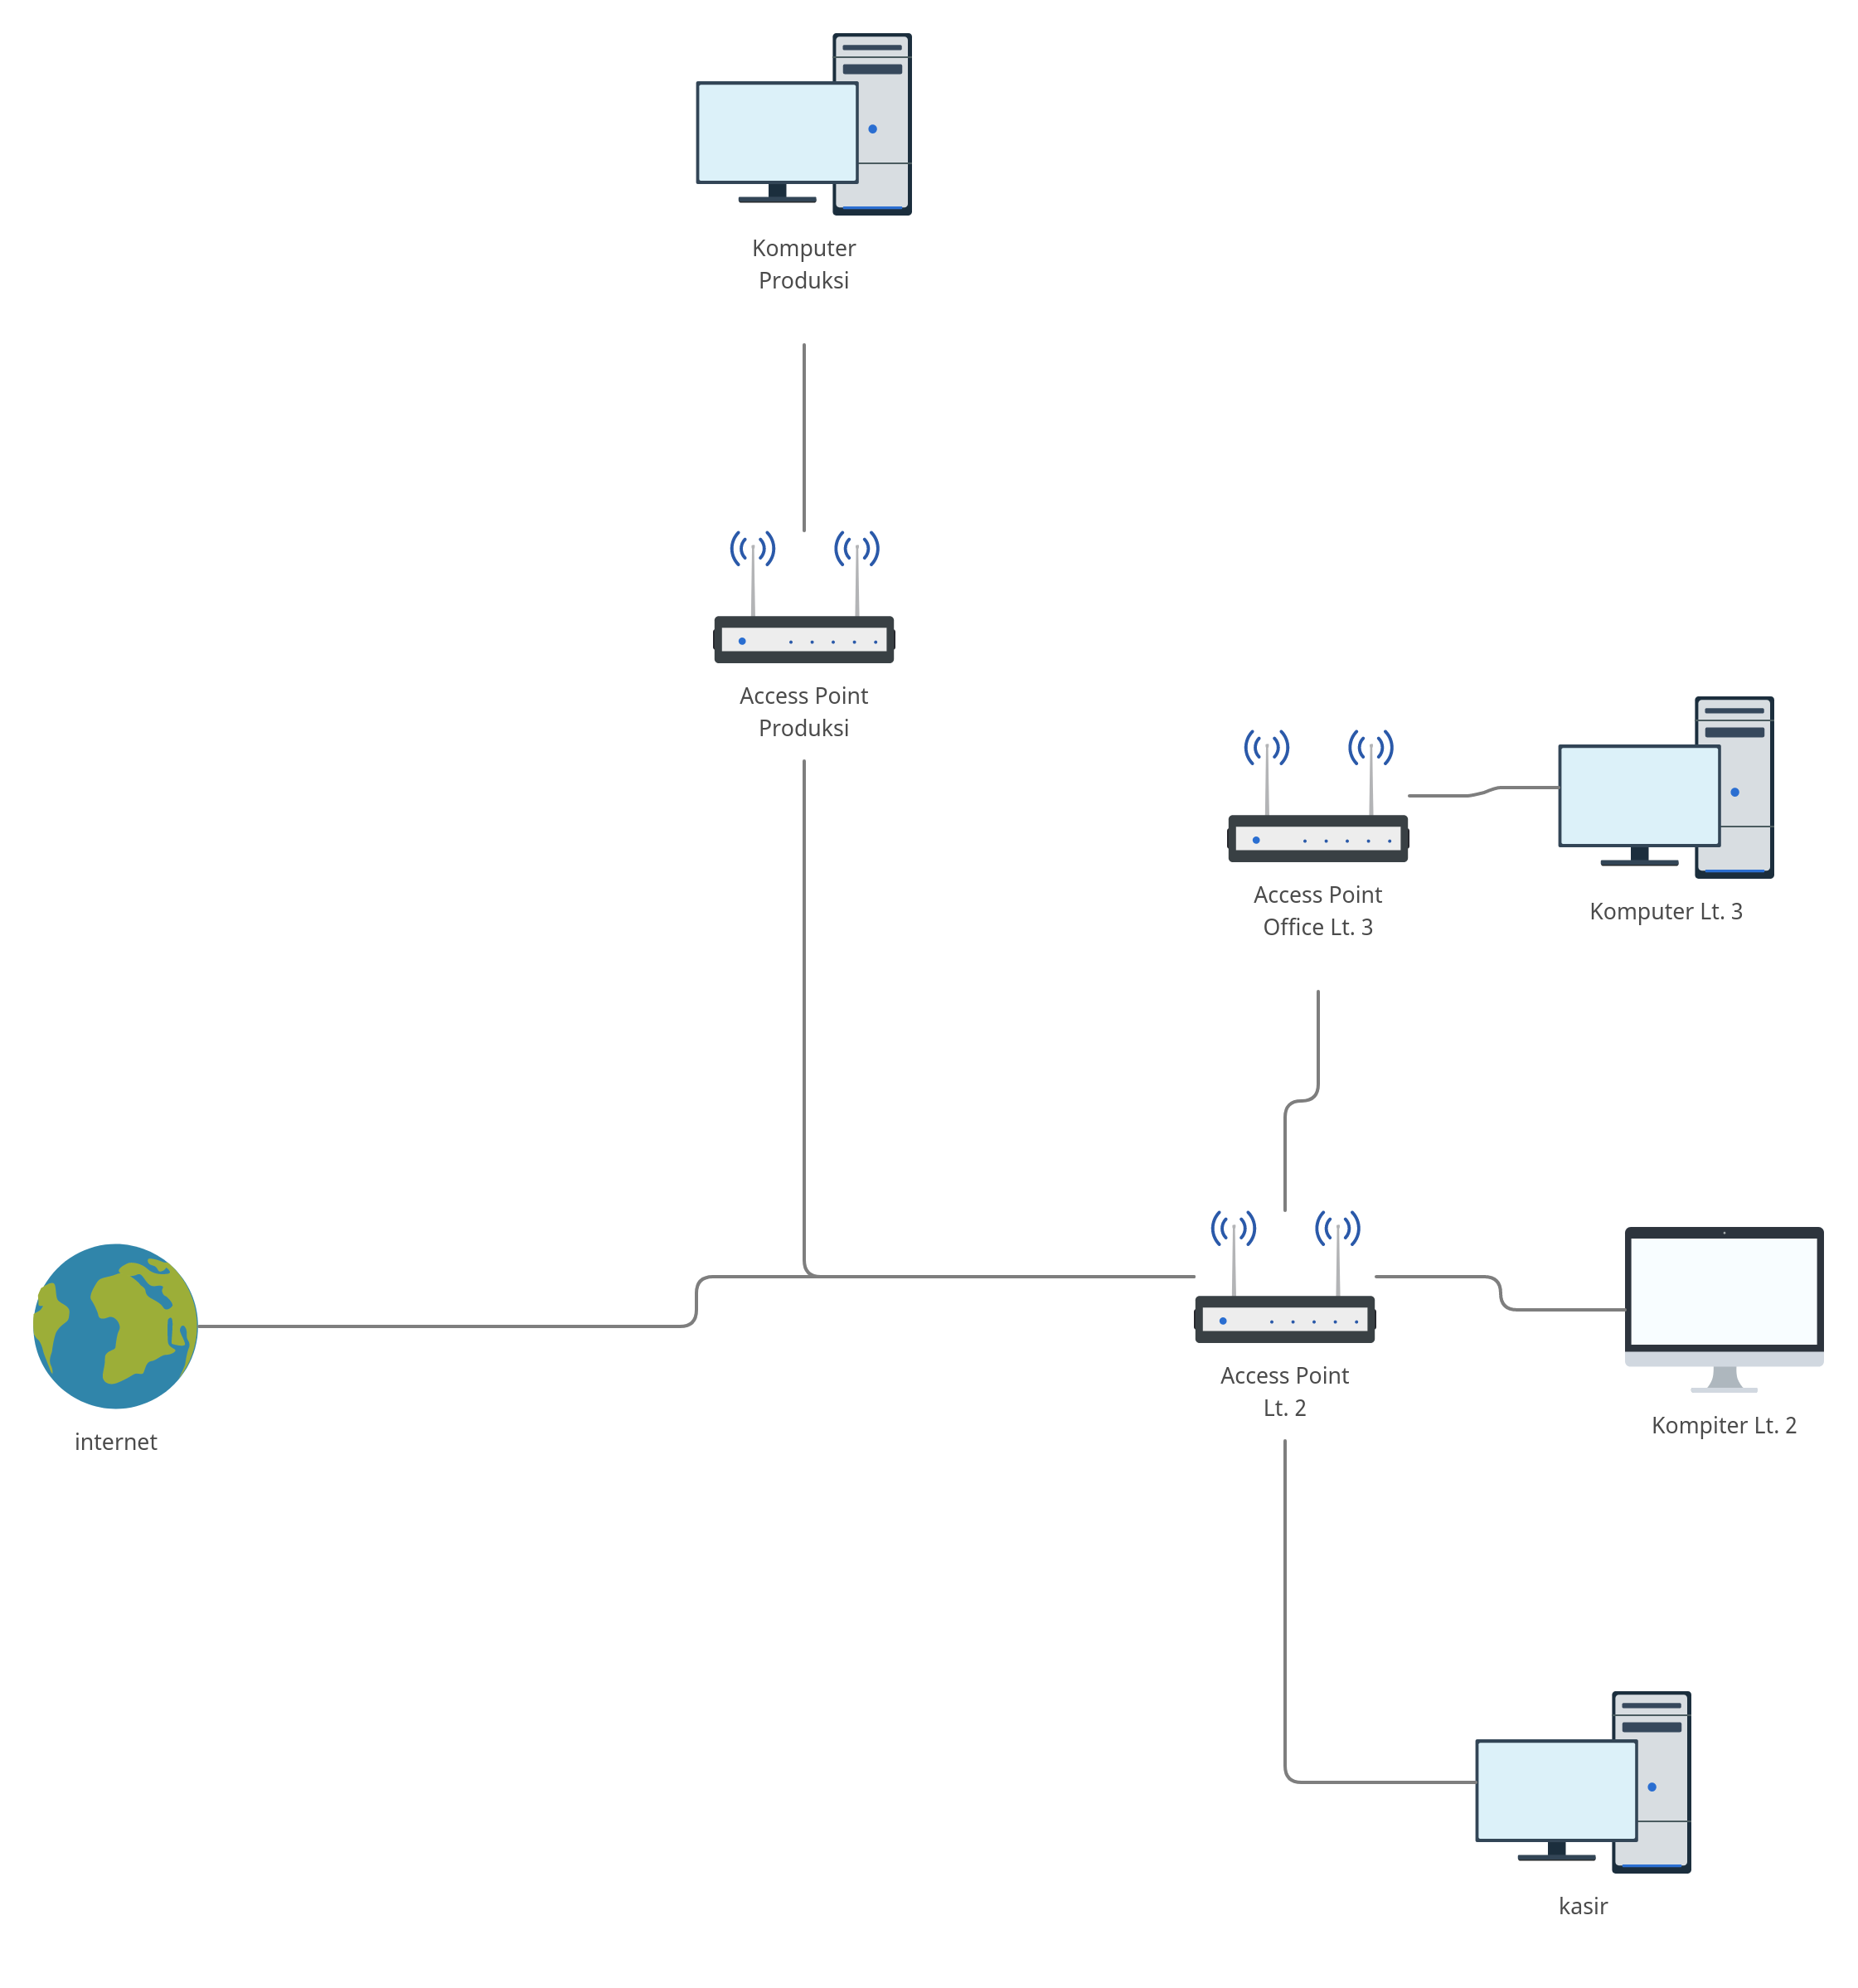 Komputer
Produksi
Access Point
Produksi
Access Point
Office Lt. 3
Komputer Lt. 3
Access Point
Lt. 2
Kompiter Lt. 2
internet
kasir